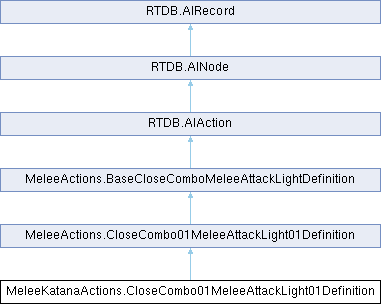 RTDB.AIRecord
RTDB.AINode
RTDB.AIAction
MeleeActions.BaseCloseComboMeleeAttackLightDefinition
MeleeActions.CloseCombo01MeleeAttackLight01Definition
MeleeKatanaActions.CloseCombo01MeleeAttackLight01Definition